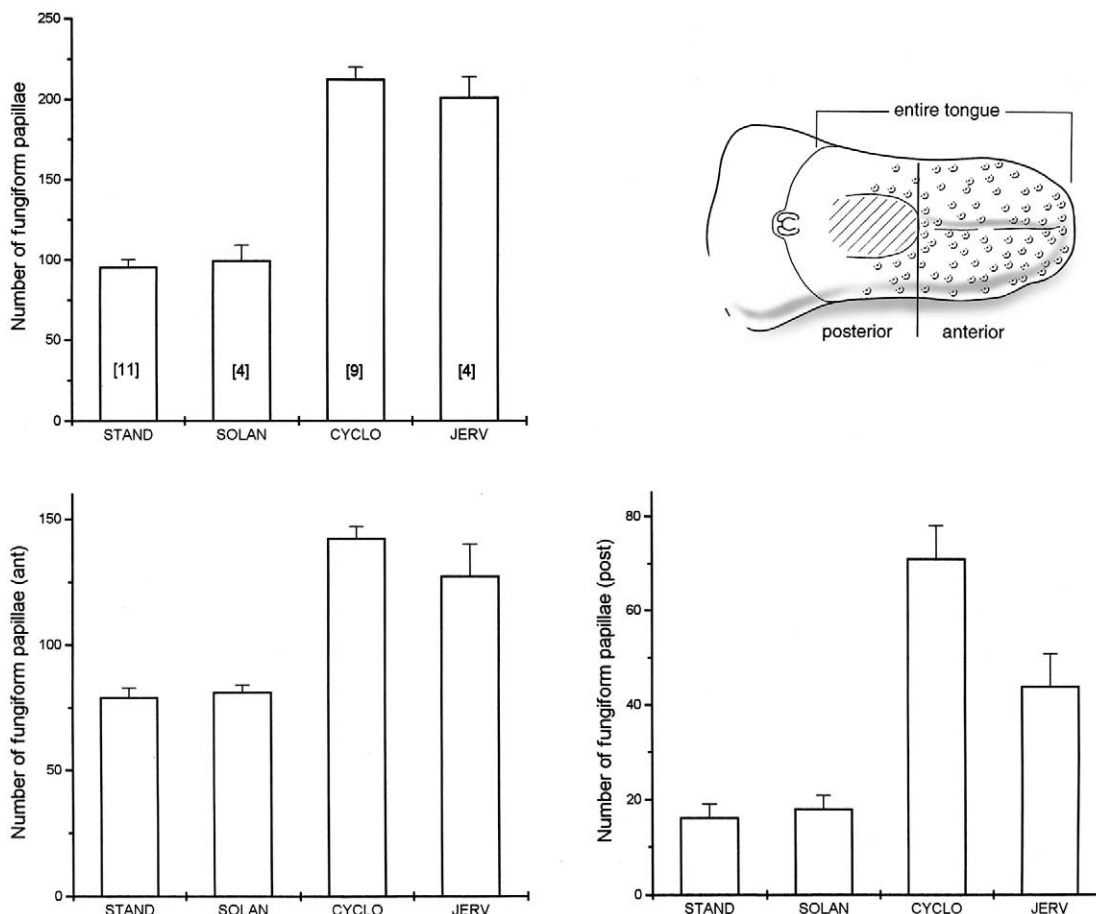 Number of fungiform papillae
250
200
150
100
50
0
[11]
[4]
[9]
[4]
STAND
SOLAN
CYCLO
JERV
entire tongue
posterior
anterior
Number of fungiform papillae (ant)
150
100
50
0
STAND
SOLAN
CYCLO
JERV
Number of fungiform papillae (post)
80
60
40
20
0
STAND
SOLAN
CYCLO
JERV